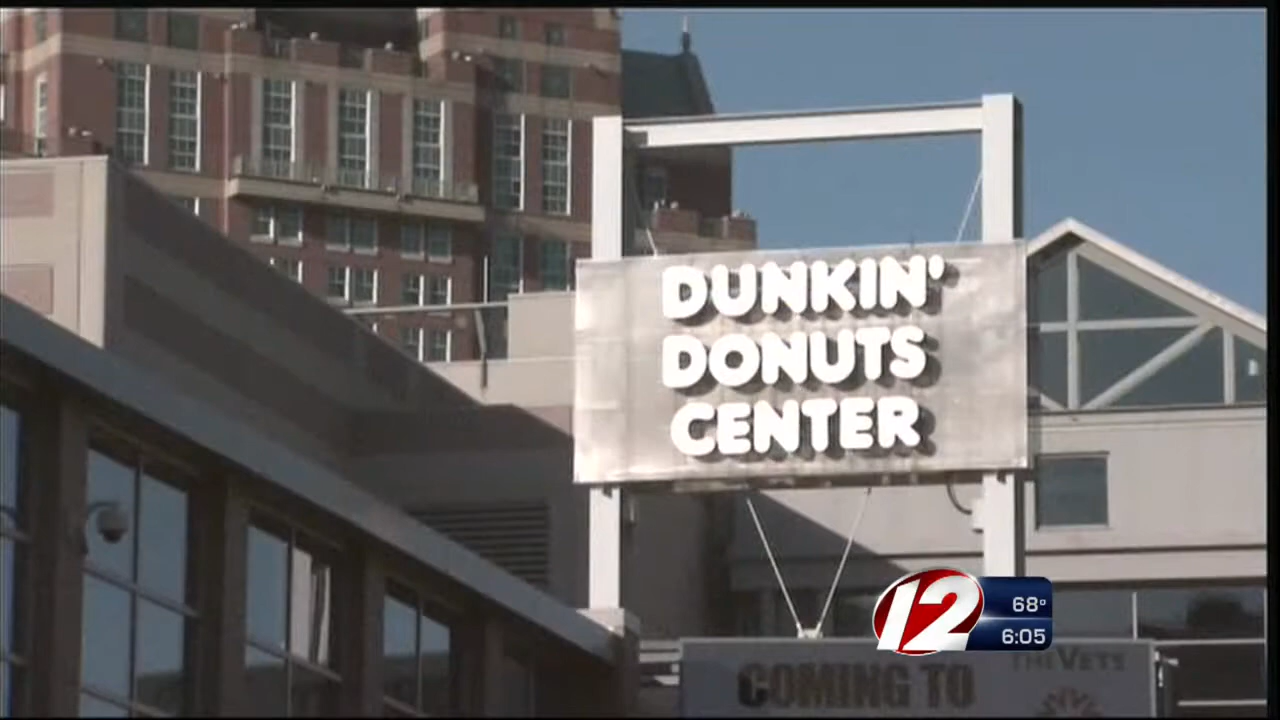 DUNKIN'
DONUTS
CENTER
12
68°
6:05
COMING TO
THE VETS